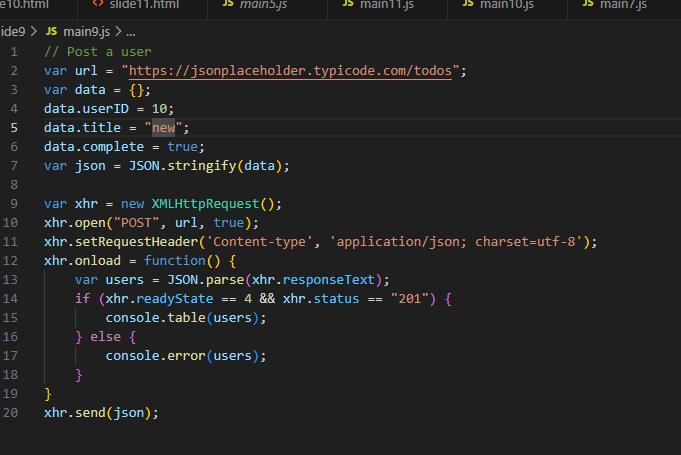 de10.html slide11.html main5.js main11.js main10.js main7.js
ide9 > JS main9.js > ...
1 // Post a user
2 var url = "https://jsonplaceholder.typicode.com/todos";
3 var data = {};
4 data.userID = 10;
5 data.title = "new";
6 data.complete = true;
7 var json = JSON.stringify(data);
8
9 var xhr = new XMLHttpRequest();
10 xhr.open("POST", url, true);
11 xhr.setRequestHeader('Content-type', 'application/json; charset=utf-8');
12 xhr.onload = function() {
13 var users = JSON.parse(xhr.responseText);
14 if (xhr.readyState == 4 && xhr.status == "201") {
15 console.table(users);
16 } else {
17 console.error(users);
18 }
19 }
20 xhr.send(json);